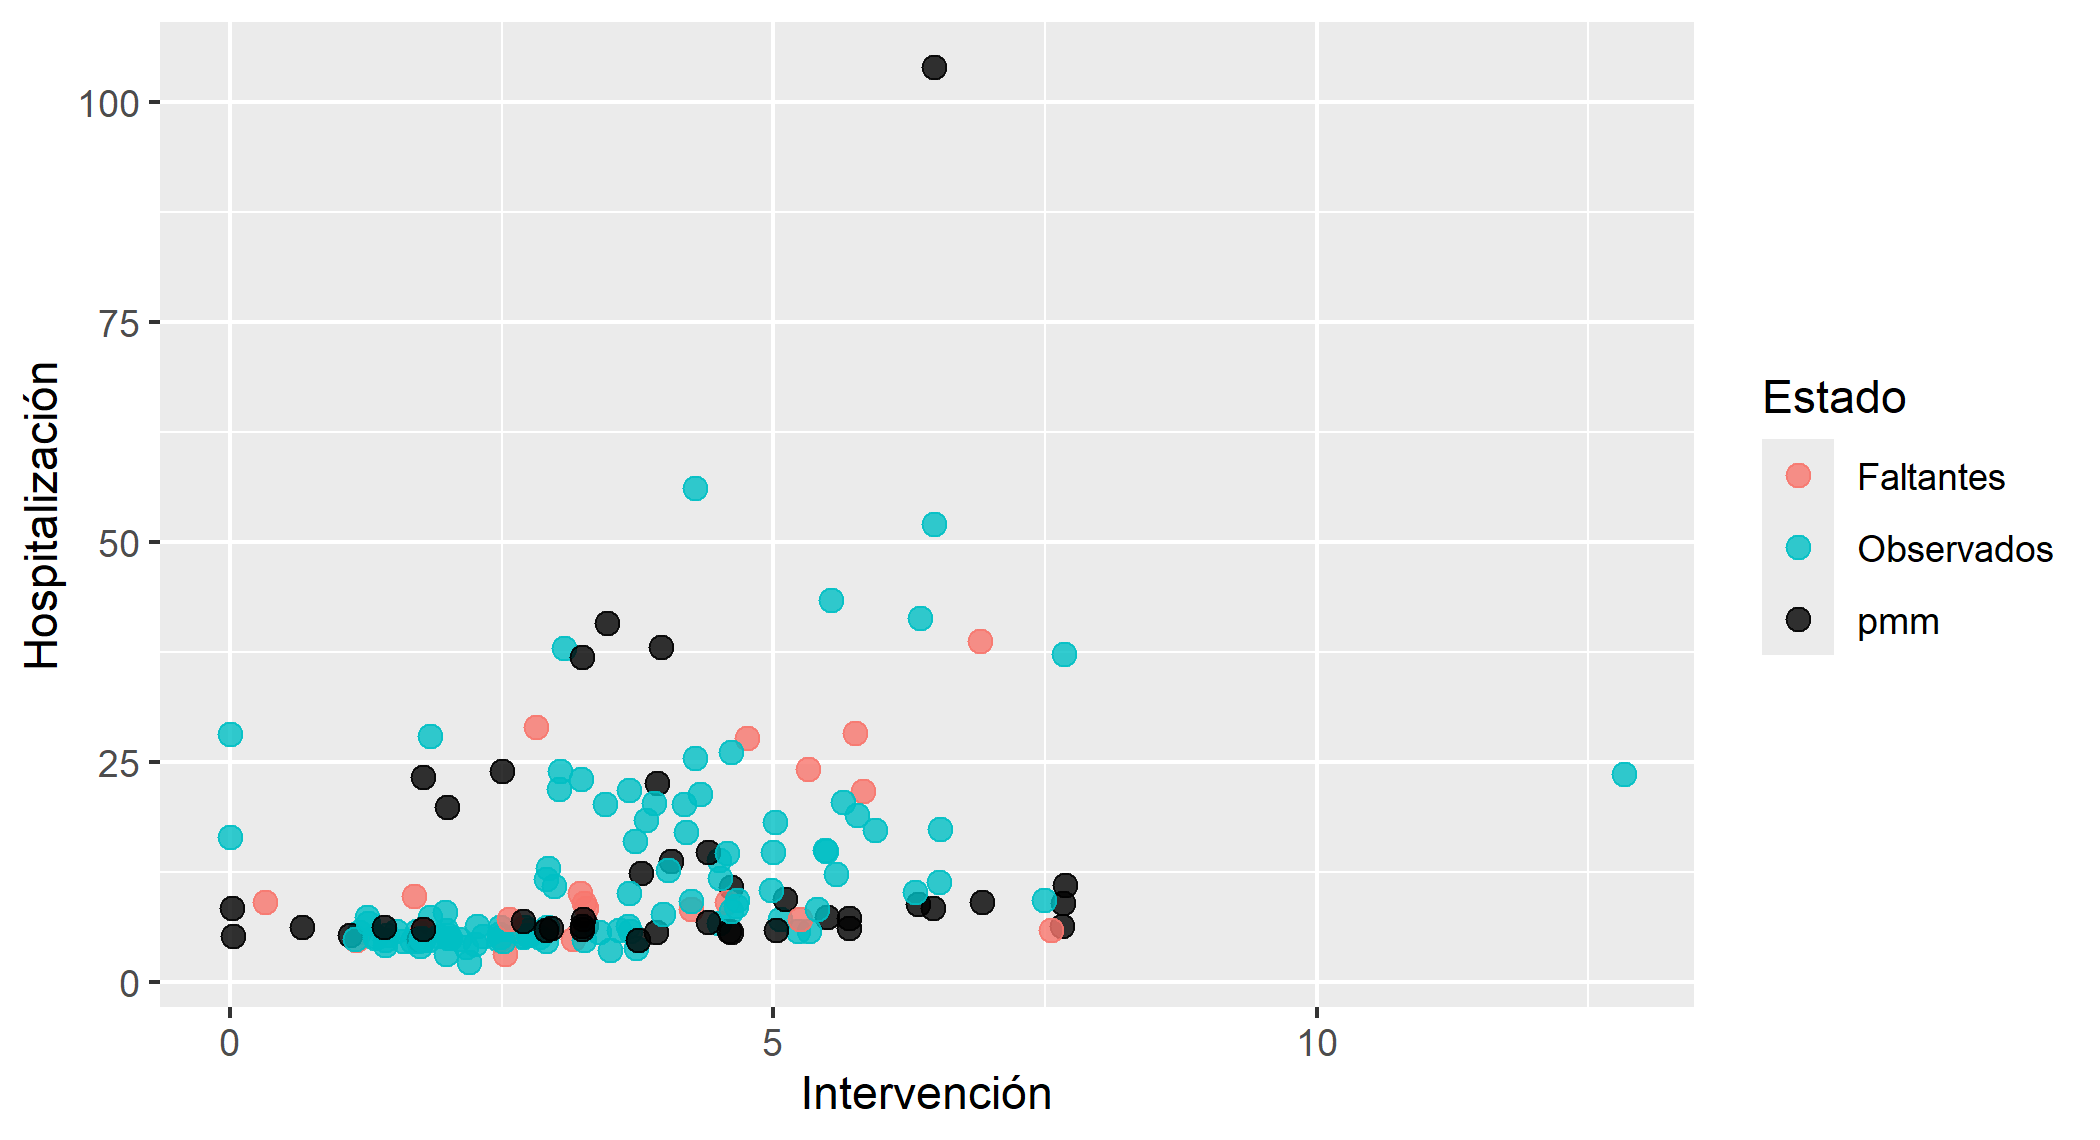 Hospitalización
100
75
50
25
0
0 5 10
Intervención
Estado
Faltantes
Observados
pmm